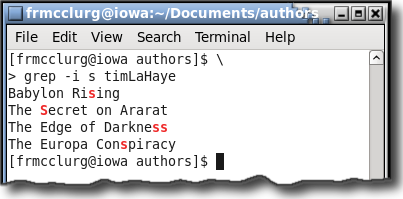 frmcclurg@iowa:~/Documents/authors
File Edit View Search Terminal Help
[frmcclurg@iowa authors]$ \
> grep -i s timLaHaye
Babylon Rising
The Secret on Ararat
The Edge of Darkness
The Europa Conspiracy
[frmcclurg@iowa authors]$